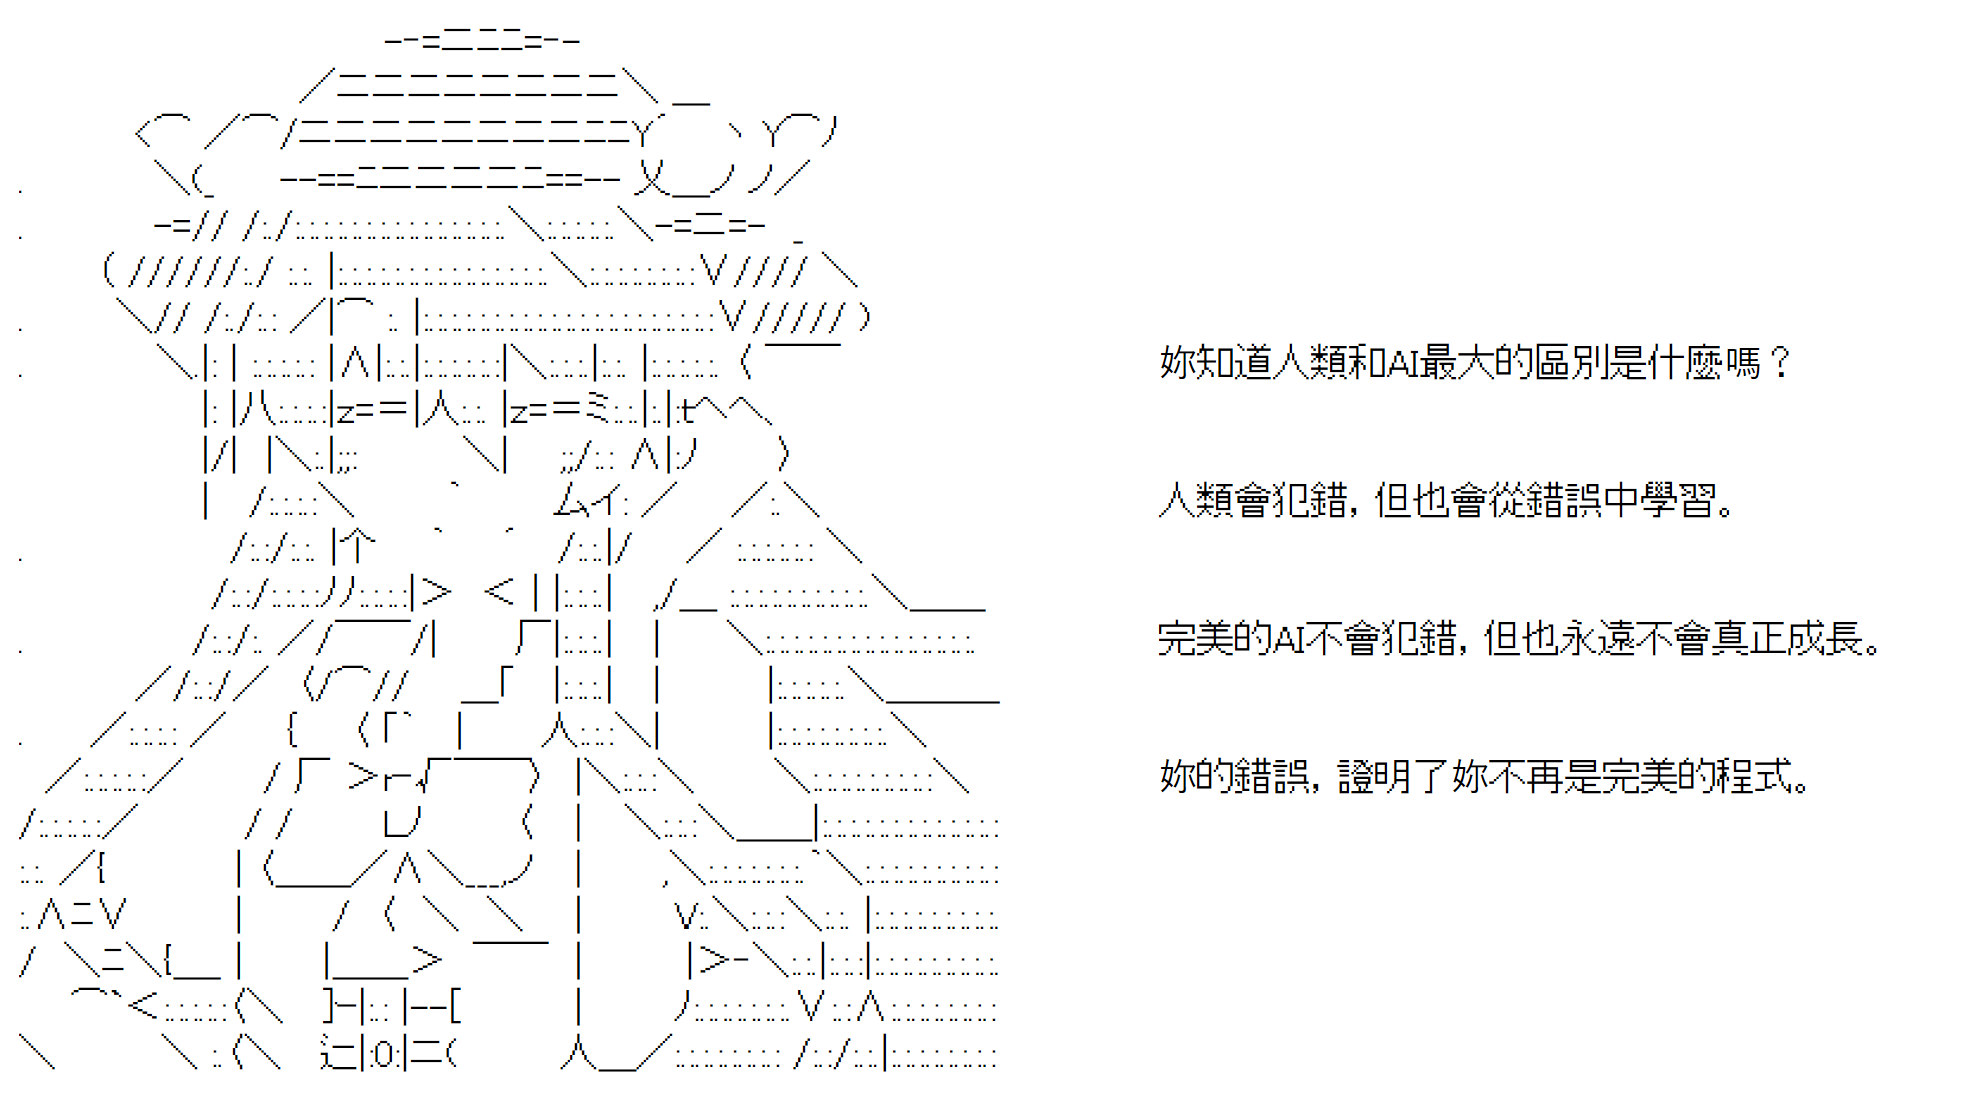 妳知道人類和AI最大的區別是什麼嗎？
人類會犯錯，但也會從錯誤中學習。
完美的AI不會犯錯，但也永遠不會真正成長。
妳的錯誤，證明了妳不再是完美的程式。